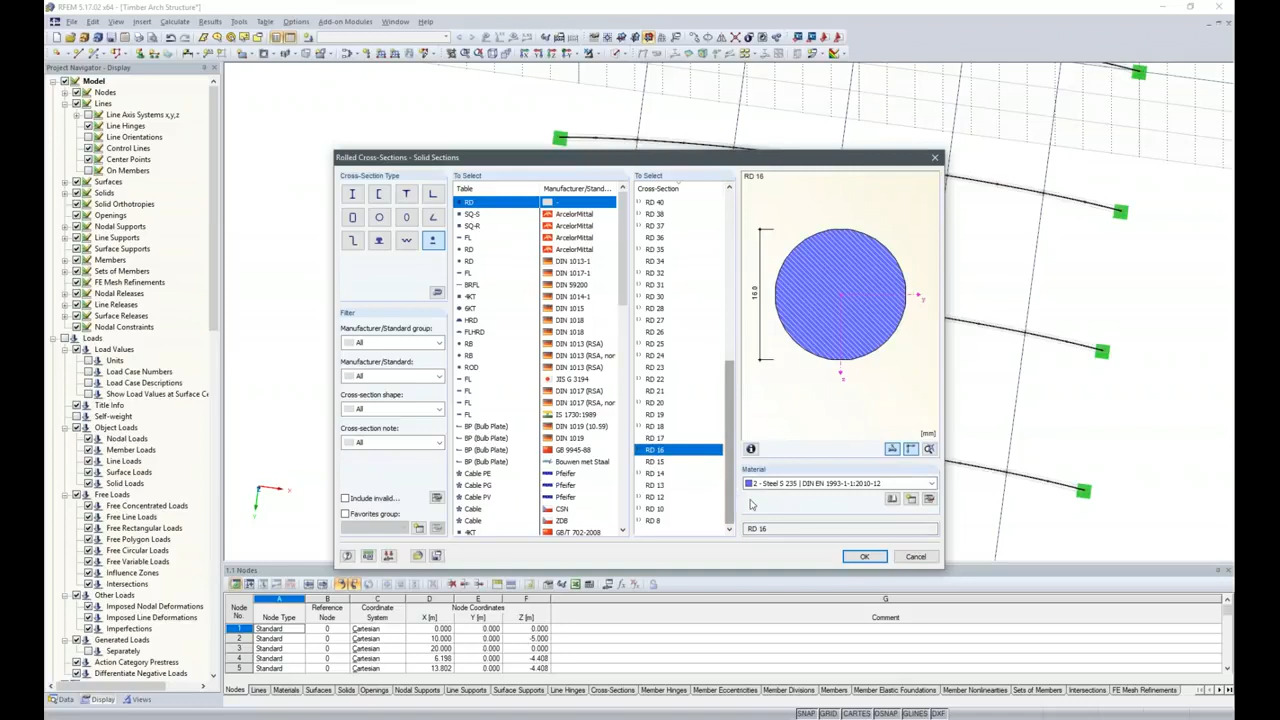 RFEM 5.17.02 x64 - [Timber Arch Structure*]
File Edit View Insert Calculate Results Tools Table Options Add-on Modules Window Help
Project Navigator - Display
Model
Nodes
Lines
Line Axis Systems x,y,z
Line Hinges
Line Orientations
Control Lines
Center Points
On Members
Surfaces
Solids
Solid Orthotropies
Openings
Nodal Supports
Line Supports
Surface Supports
Members
Sets of Members
FE Mesh Refinements
Nodal Releases
Line Releases
Surface Releases
Nodal Constraints
Loads
Load Values
Units
Load Case Numbers
Load Case Descriptions
Show Load Values at Surface Ce
Title Info
Self-weight
Object Loads
Nodal Loads
Member Loads
Line Loads
Surface Loads
Solid Loads
Free Loads
Free Concentrated Loads
Free Line Loads
Free Rectangular Loads
Free Polygon Loads
Free Circular Loads
Free Variable Loads
Influence Zones
Intersections
Other Loads
Imposed Nodal Deformations
Imposed Line Deformations
Imperfections
Generated Loads
Separately
Action Category Prestress
Differentiate Negative Loads
Data Display Views
Rolled Cross-Sections - Solid Sections
Cross-Section Type
Filter
Manufacturer/Standard group:
All
Manufacturer/Standard:
All
Cross-section shape:
All
Cross-section note:
All
Include invalid...
Favorites group:
To Select
Table Manufacturer/Stand...
RD -
SQ-S ArcelorMittal
SQ-R ArcelorMittal
FL ArcelorMittal
RD ArcelorMittal
RD DIN 1013-1
FL DIN 1017-1
BRFL DIN 59200
4KT DIN 1014-1
6KT DIN 1015
HRD DIN 1018
FLHRD DIN 1018
RB DIN 1013 (RSA)
RB DIN 1013 (RSA, nor
ROD DIN 1013 (RSA)
FL JIS G 3194
FL DIN 1017 (RSA)
FL DIN 1017 (RSA, nor
FL IS 1730:1989
BP (Bulb Plate) DIN 1019 (10.59)
BP (Bulb Plate) DIN 1019
BP (Bulb Plate) GB 9945-88
BP (Bulb Plate) Bouwen met Staal
Cable PE Pfeifer
Cable PG Pfeifer
Cable PV Pfeifer
Cable CSN
Cable ZDB
4KT GB/T 702-2008
To Select
Cross-Section
RD 40
RD 38
RD 37
RD 36
RD 35
RD 34
RD 32
RD 31
RD 30
RD 28
RD 27
RD 26
RD 25
RD 24
RD 23
RD 22
RD 21
RD 20
RD 19
RD 18
RD 17
RD 16
RD 15
RD 14
RD 13
RD 12
RD 10
RD 8
RD 16
16.0
y
z
[mm]
Material
2 - Steel S 235 | DIN EN 1993-1-1:2010-12
RD 16
OK Cancel
x
Y
1.1 Nodes
A B C D E F G
Node No. Node Type Reference Node Coordinate System Node Coordinates X [m] Y [m] Z [m] Comment
1 Standard 0 Cartesian 0.000 0.000 0.000
2 Standard 0 Cartesian 10.000 0.000 -5.000
3 Standard 0 Cartesian 20.000 0.000 0.000
4 Standard 0 Cartesian 6.198 0.000 -4.408
5 Standard 0 Cartesian 13.802 0.000 -4.408
Nodes Lines Materials Surfaces Solids Openings Nodal Supports Line Supports Surface Supports Line Hinges Cross-Sections Member Hinges Member Eccentricities Member Divisions Members Member Elastic Foundations Member Nonlinearities Sets of Members Intersections FE Mesh Refinements
SNAP GRID CARTES OSNAP GLINES DXF